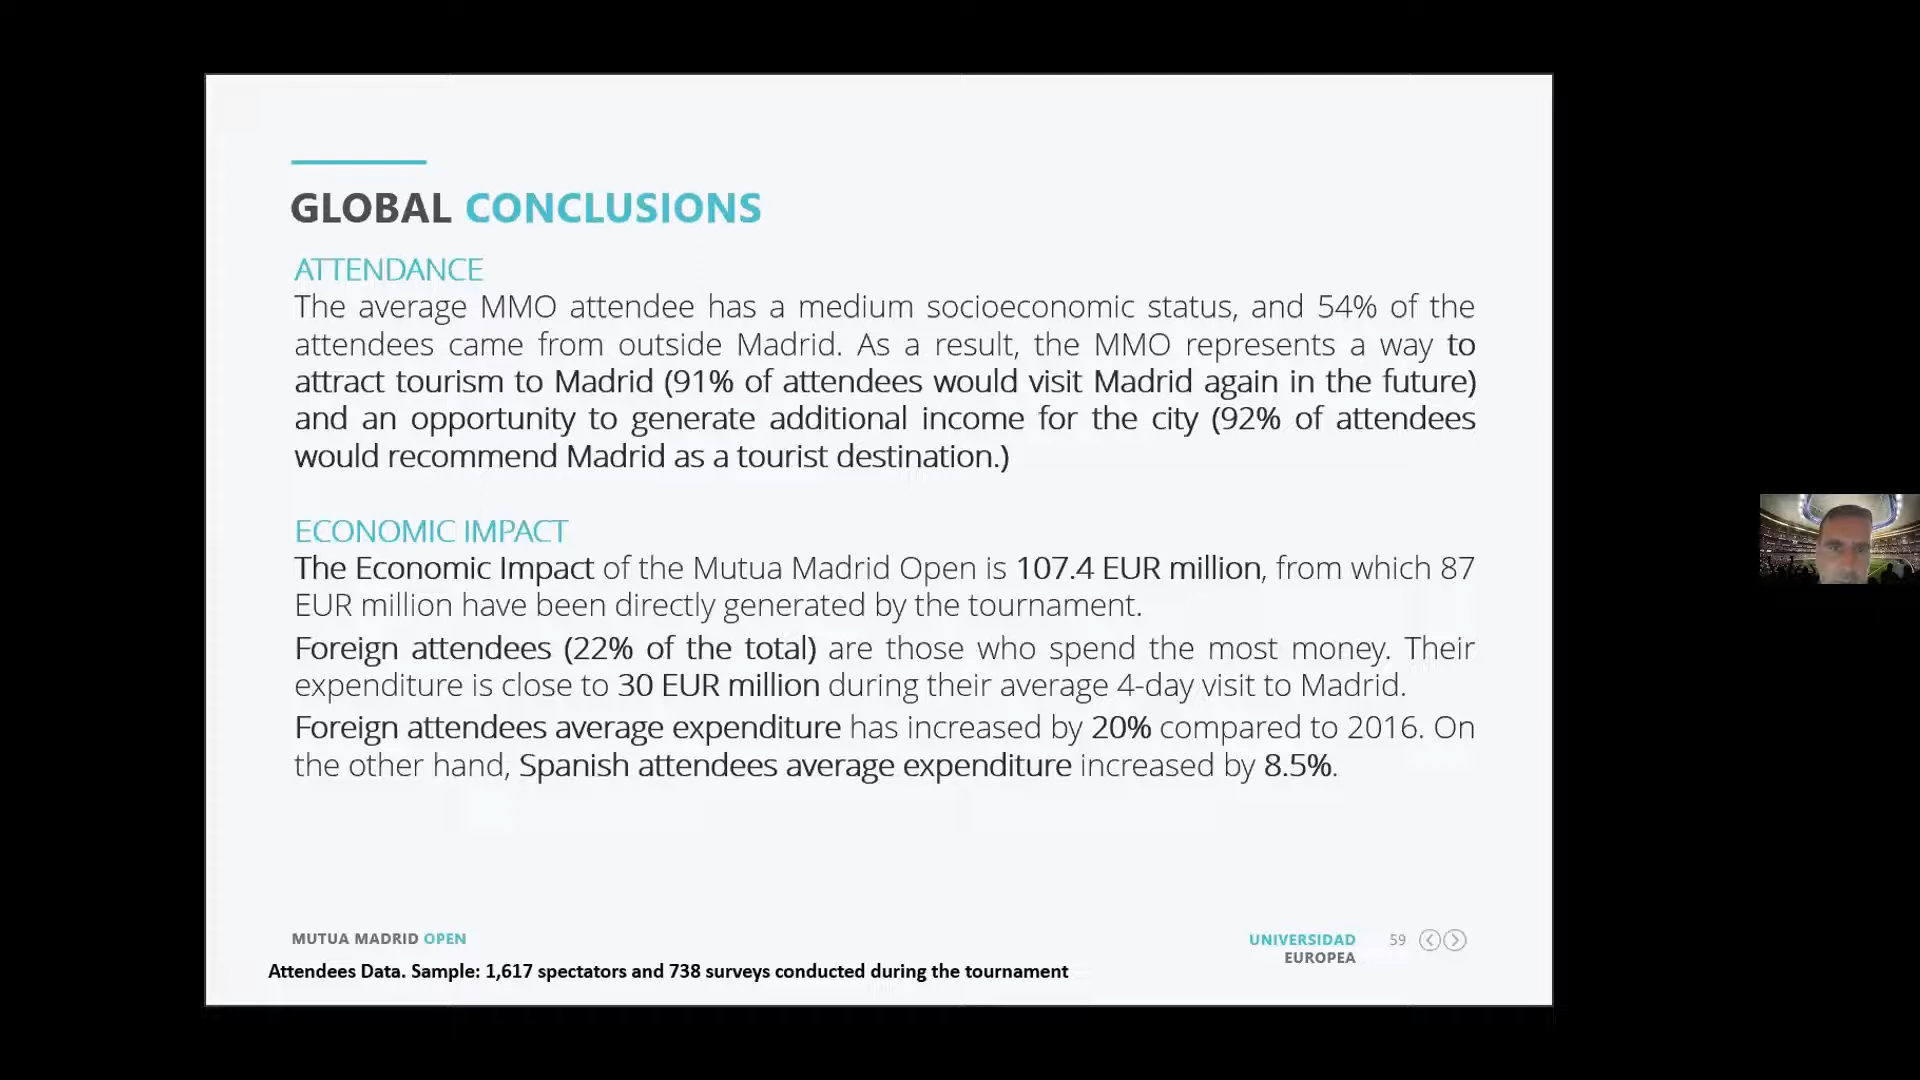 GLOBAL CONCLUSIONS
ATTENDANCE
The average MMO attendee has a medium socioeconomic status, and 54% of the
attendees came from outside Madrid. As a result, the MMO represents a way to
attract tourism to Madrid (91% of attendees would visit Madrid again in the future)
and an opportunity to generate additional income for the city (92% of attendees
would recommend Madrid as a tourist destination.)
ECONOMIC IMPACT
The Economic Impact of the Mutua Madrid Open is 107.4 EUR million, from which 87
EUR million have been directly generated by the tournament.
Foreign attendees (22% of the total) are those who spend the most money. Their
expenditure is close to 30 EUR million during their average 4-day visit to Madrid.
Foreign attendees average expenditure has increased by 20% compared to 2016. On
the other hand, Spanish attendees average expenditure increased by 8.5%.
MUTUA MADRID OPEN
UNIVERSIDAD
EUROPEA
59
Attendees Data. Sample: 1,617 spectators and 738 surveys conducted during the tournament